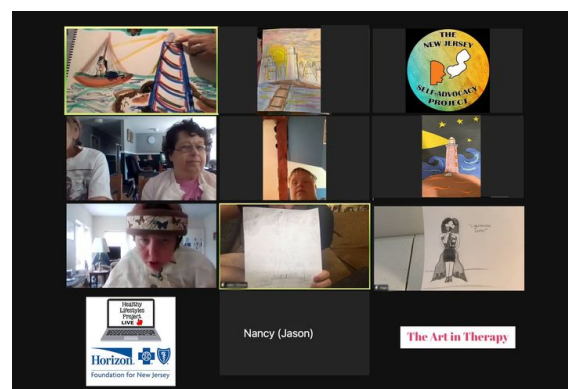 THE
NEW JERSEY
SELF-ADVOCACY
PROJECT
Healthy
Lifestyles
Project
LIVE
Horizon
Foundation for New Jersey
Nancy (Jason)
The Art in Therapy